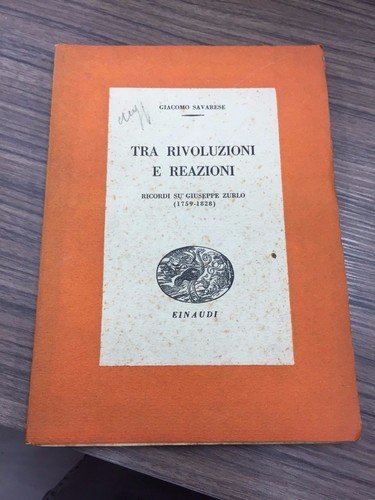 GIACOMO SAVARESE
TRA RIVOLUZIONI
E REAZIONI
RICORDI SU GIUSEPPE ZURLO
(1759-1828)
EINAUDI